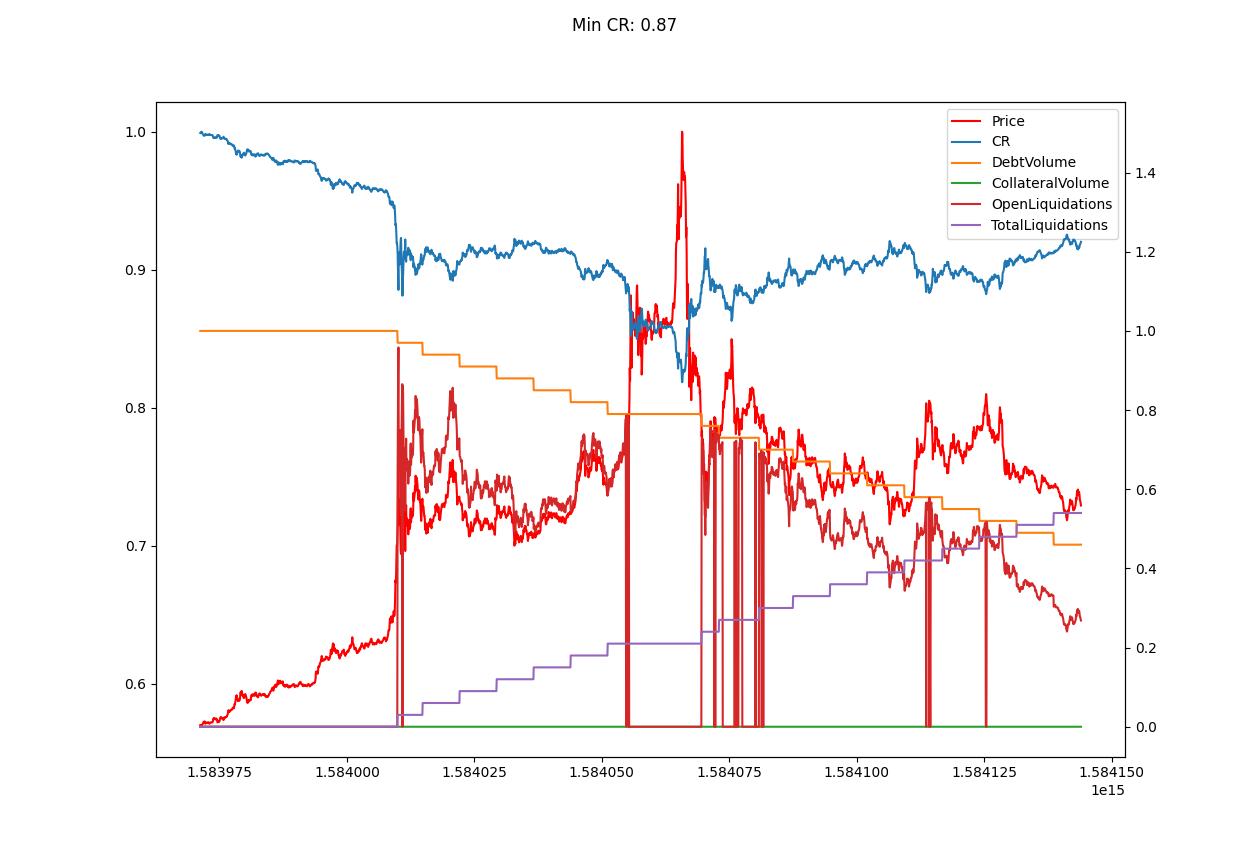 Min CR: 0.87
1.0
0.9
0.8
0.7
0.6
Price
CR
DebtVolume
CollateralVolume
OpenLiquidations
TotalLiquidations
1.4
1.2
1.0
0.8
0.6
0.4
0.2
0.0
1.583975 1.584000 1.584025 1.584050 1.584075 1.584100 1.584125 1.584150
1e15